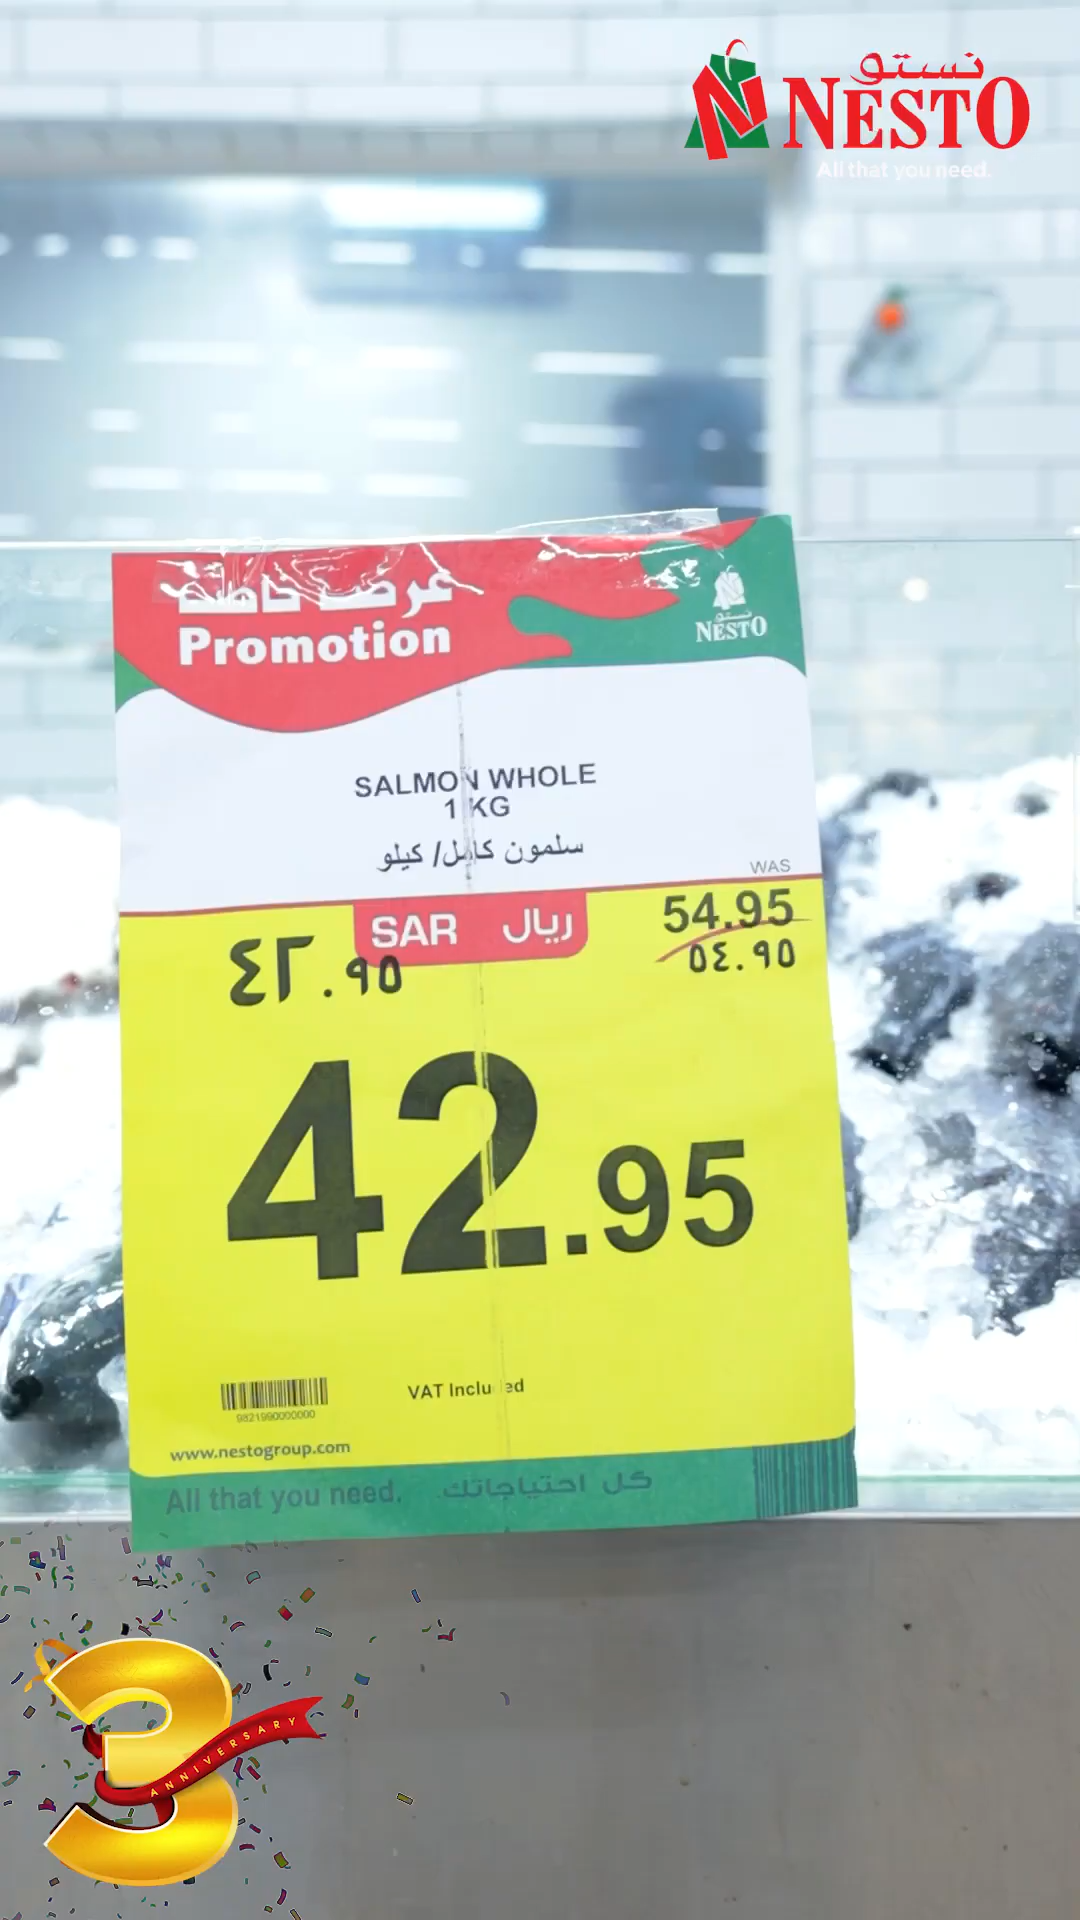 نستو
NESTO
All that you need.
عرض خاص
Promotion
نستو
NESTO
SALMON WHOLE
1 KG
سلمون كامل/ كيلو
WAS
54.95
٥٤.٩٥
SAR ريال
٤٢.٩٥
42.95
VAT Included
9821990000000
www.nestogroup.com
All that you need. كل احتياجاتك.
3
ANNIVERSARY